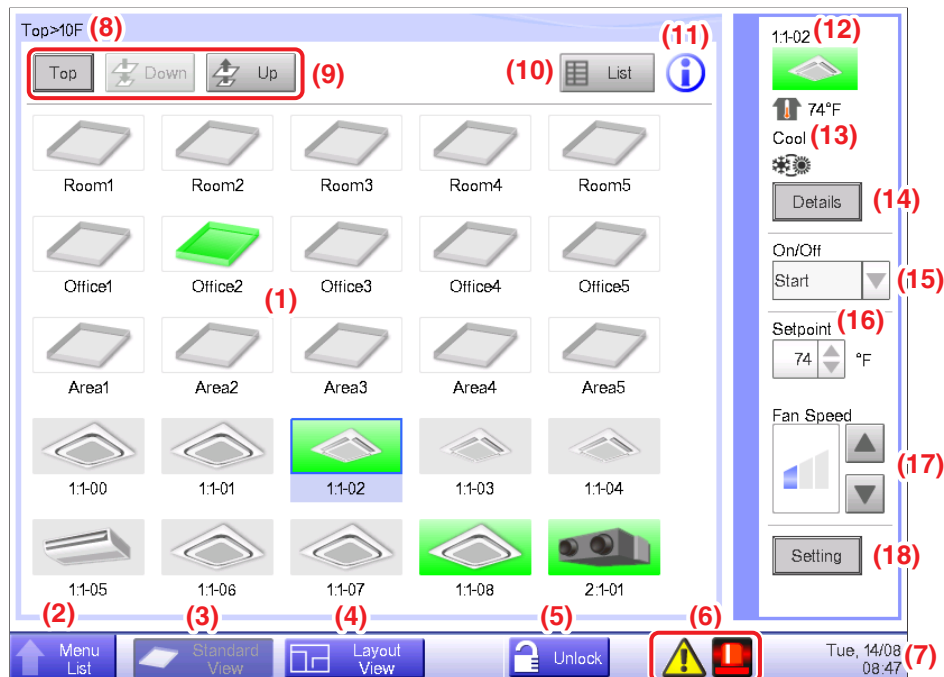 Top>10F (8)
Top Down Up (9) (10) List (11)
Room1 Room2 Room3 Room4 Room5
Office1 Office2 (1) Office3 Office4 Office5
Area1 Area2 Area3 Area4 Area5
1:1-00 1:1-01 1:1-02 1:1-03 1:1-04
1:1-05 1:1-06 1:1-07 1:1-08 2:1-01
1:1-02 (12)
74°F
Cool (13)
Details (14)
On/Off
Start (15)
Setpoint (16)
74 °F
Fan Speed
(17)
Setting (18)
(2) (3) (4) (5) (6)
Menu
List
Standard
View
Layout
View
Unlock
Tue, 14/08
08:47
(7)